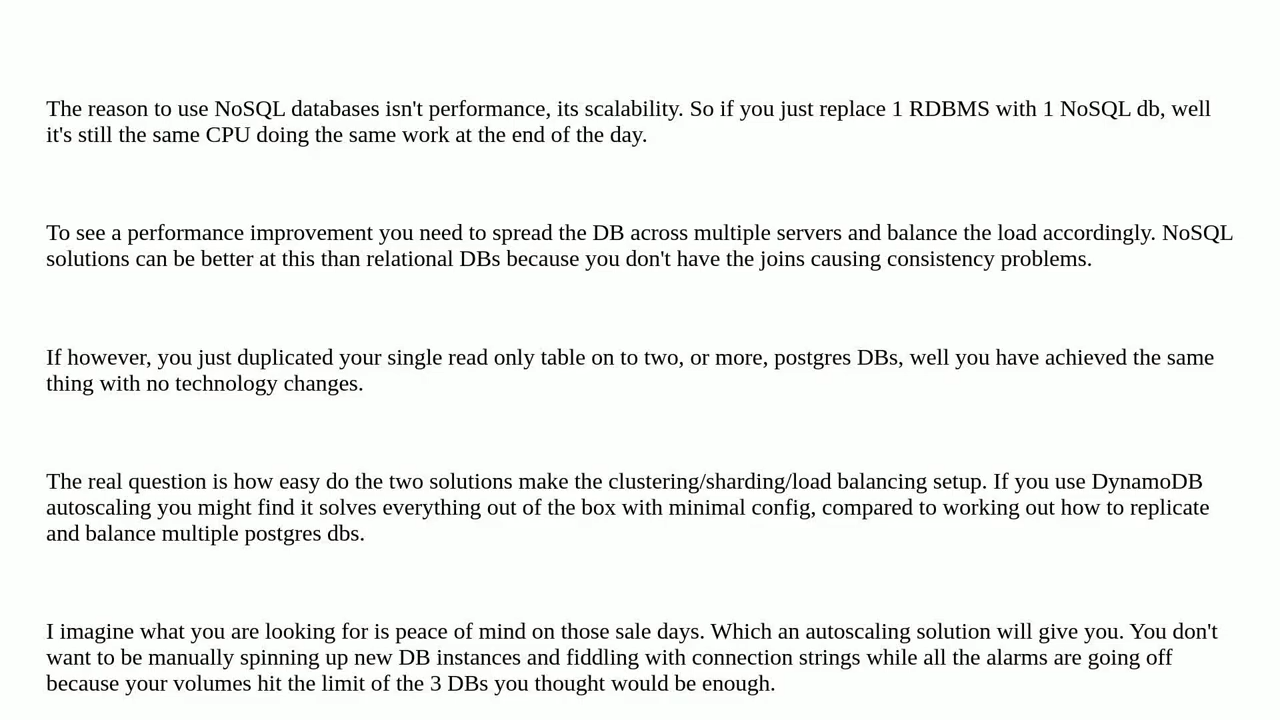 The reason to use NoSQL databases isn't performance, its scalability. So if you just replace 1 RDBMS with 1 NoSQL db, well
it's still the same CPU doing the same work at the end of the day.
To see a performance improvement you need to spread the DB across multiple servers and balance the load accordingly. NoSQL
solutions can be better at this than relational DBs because you don't have the joins causing consistency problems.
If however, you just duplicated your single read only table on to two, or more, postgres DBs, well you have achieved the same
thing with no technology changes.
The real question is how easy do the two solutions make the clustering/sharding/load balancing setup. If you use DynamoDB
autoscaling you might find it solves everything out of the box with minimal config, compared to working out how to replicate
and balance multiple postgres dbs.
I imagine what you are looking for is peace of mind on those sale days. Which an autoscaling solution will give you. You don't
want to be manually spinning up new DB instances and fiddling with connection strings while all the alarms are going off
because your volumes hit the limit of the 3 DBs you thought would be enough.